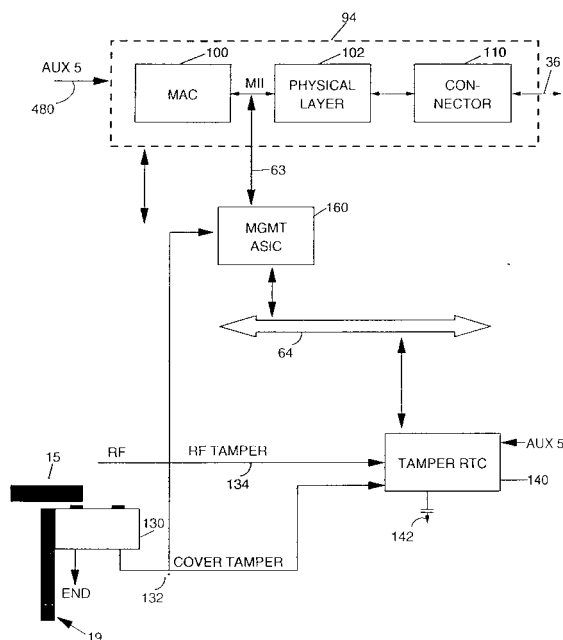 94
100
102
110
AUX 5
480
MAC
MII
PHYSICAL
LAYER
CON-
NECTOR
36
63
160
MGMT
ASIC
64
RF
RF TAMPER
134
AUX 5
TAMPER RTC
140
142
15
130
COVER TAMPER
132
END
19